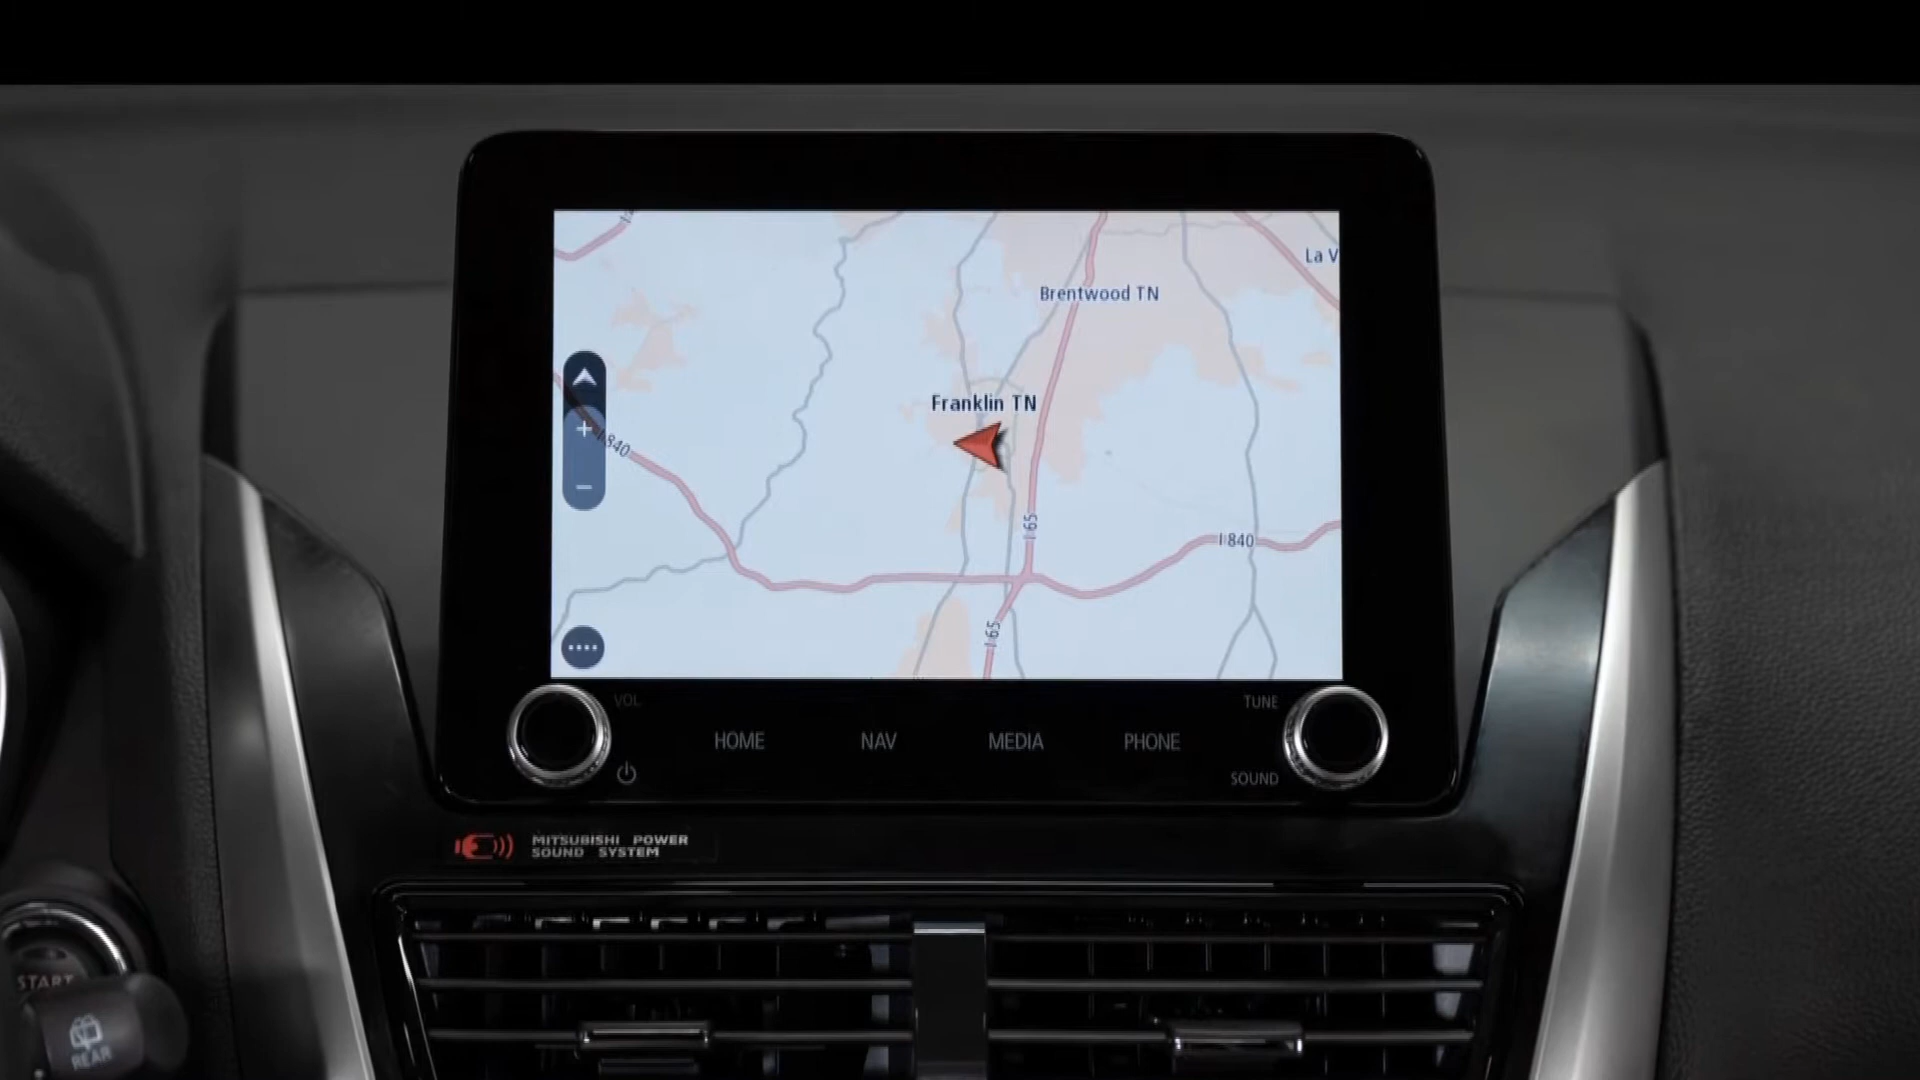 La V
Brentwood TN
Franklin TN
+
I 840
−
I 65
I 840
I 65
VOL
TUNE
HOME
NAV
MEDIA
PHONE
SOUND
MITSUBISHI POWER
SOUND SYSTEM
START
REAR